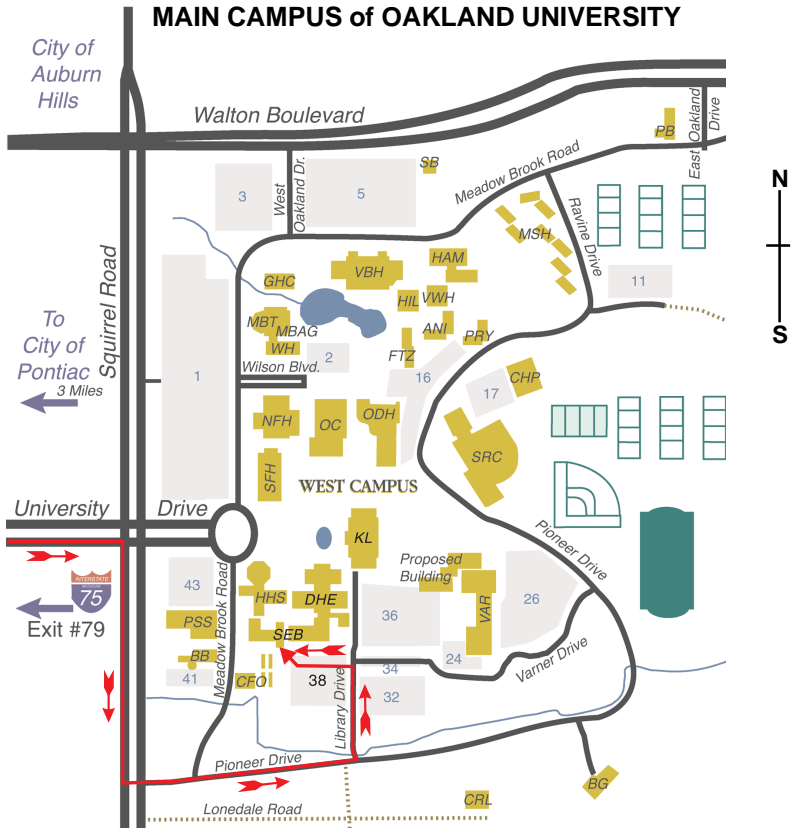 MAIN CAMPUS of OAKLAND UNIVERSITY
City of
Auburn
Hills
Walton Boulevard
PB
East Oakland
Drive
SB
Meadow Brook Road
3
West
Oakland Dr.
5
N
S
MSH
Ravine Drive
11
HAM
VBH
GHC
HIL
VWH
MBT
MBAG
ANI
PRY
WH
FTZ
2
Squirrel Road
To
City of
Pontiac
3 Miles
1
Wilson Blvd.
16
17
CHP
NFH
OC
ODH
SRC
SFH
WEST CAMPUS
University
Drive
KL
Pioneer Drive
Proposed
Building
INTERSTATE
MICHIGAN
75
Exit #79
43
Meadow Brook Road
HHS
DHE
36
VAR
26
PSS
SEB
BB
41
CFO
38
Library Drive
34
24
32
Varner Drive
Pioneer Drive
BG
CRL
Lonedale Road